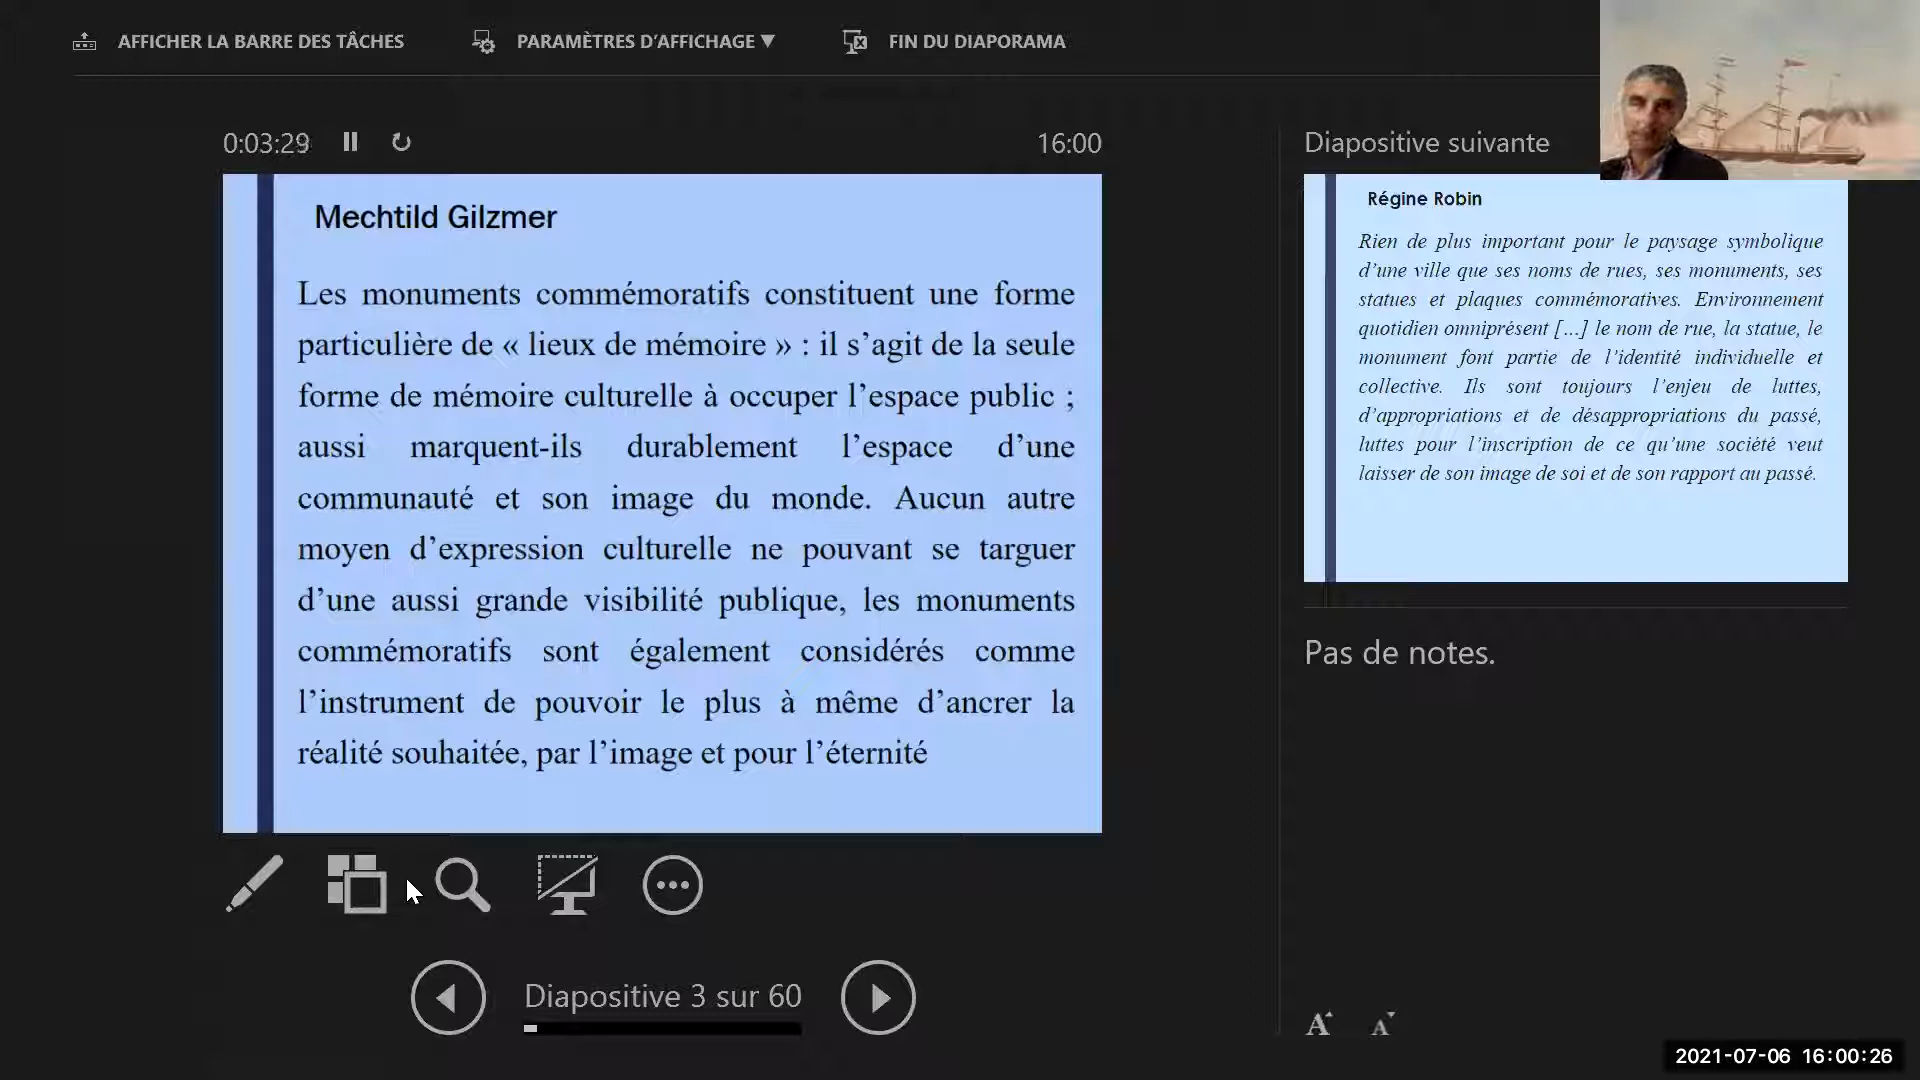 AFFICHER LA BARRE DES TÂCHES
PARAMÈTRES D'AFFICHAGE ▼
FIN DU DIAPORAMA
0:03:29
16:00
Mechtild Gilzmer
Les monuments commémoratifs constituent une forme
particulière de « lieux de mémoire » : il s’agit de la seule
forme de mémoire culturelle à occuper l’espace public ;
aussi marquent-ils durablement l’espace d’une
communauté et son image du monde. Aucun autre
moyen d’expression culturelle ne pouvant se targuer
d’une aussi grande visibilité publique, les monuments
commémoratifs sont également considérés comme
l’instrument de pouvoir le plus à même d’ancrer la
réalité souhaitée, par l’image et pour l’éternité
Diapositive 3 sur 60
Diapositive suivante
Régine Robin
Rien de plus important pour le paysage symbolique
d’une ville que ses noms de rues, ses monuments, ses
statues et plaques commémoratives. Environnement
quotidien omniprésent [...] le nom de rue, la statue, le
monument font partie de l’identité individuelle et
collective. Ils sont toujours l’enjeu de luttes,
d’appropriations et de désappropriations du passé,
luttes pour l’inscription de ce qu’une société veut
laisser de son image de soi et de son rapport au passé.
Pas de notes.
A A
2021-07-06 16:00:26